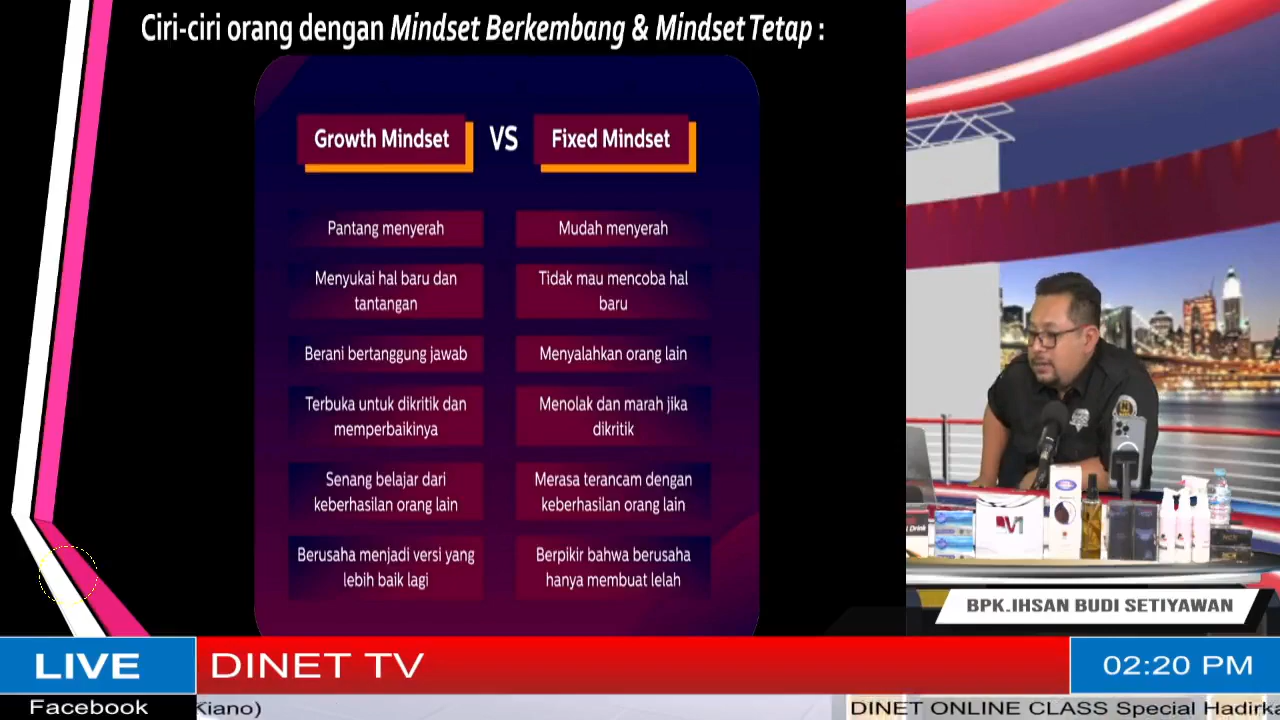 Ciri-ciri orang dengan Mindset Berkembang & Mindset Tetap :
Growth Mindset VS Fixed Mindset
Pantang menyerah
Mudah menyerah
Menyukai hal baru dan
tantangan
Tidak mau mencoba hal
baru
Berani bertanggung jawab
Menyalahkan orang lain
Terbuka untuk dikritik dan
memperbaikinya
Menolak dan marah jika
dikritik
Senang belajar dari
keberhasilan orang lain
Merasa terancam dengan
keberhasilan orang lain
Berusaha menjadi versi yang
lebih baik lagi
Berpikir bahwa berusaha
hanya membuat lelah
BPK.IHSAN BUDI SETIYAWAN
LIVE
DINET TV
02:20 PM
Facebook
Kiano)
DINET ONLINE CLASS Special Hadirka